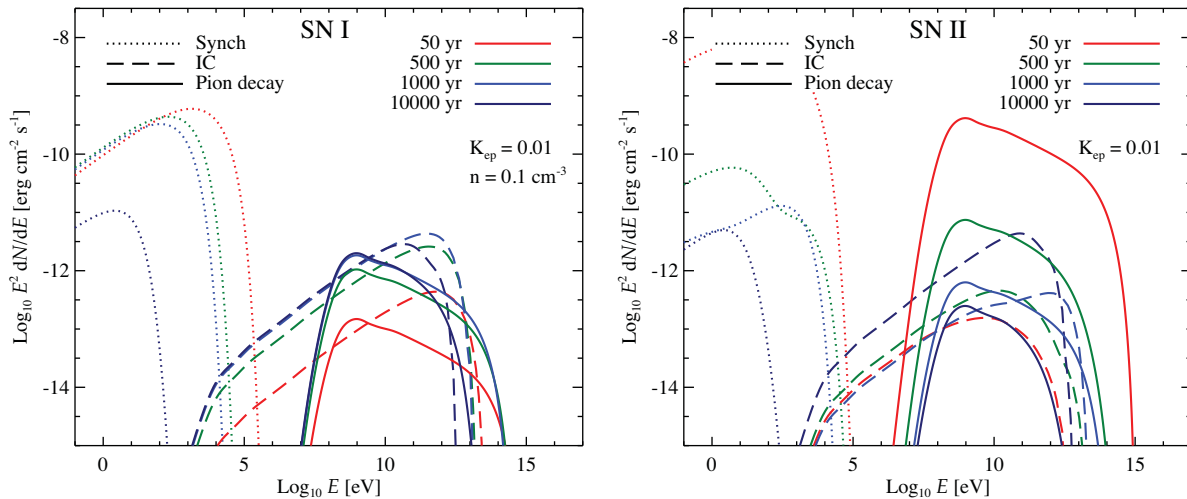 SN I
Synch
IC
Pion decay
50 yr
500 yr
1000 yr
10000 yr
K_ep = 0.01
n = 0.1 cm⁻³
-8
-10
-12
-14
Log₁₀ E² dN/dE [erg cm⁻² s⁻¹]
0
5
10
15
Log₁₀ E [eV]
SN II
Synch
IC
Pion decay
50 yr
500 yr
1000 yr
10000 yr
K_ep = 0.01
-8
-10
-12
-14
Log₁₀ E² dN/dE [erg cm⁻² s⁻¹]
0
5
10
15
Log₁₀ E [eV]